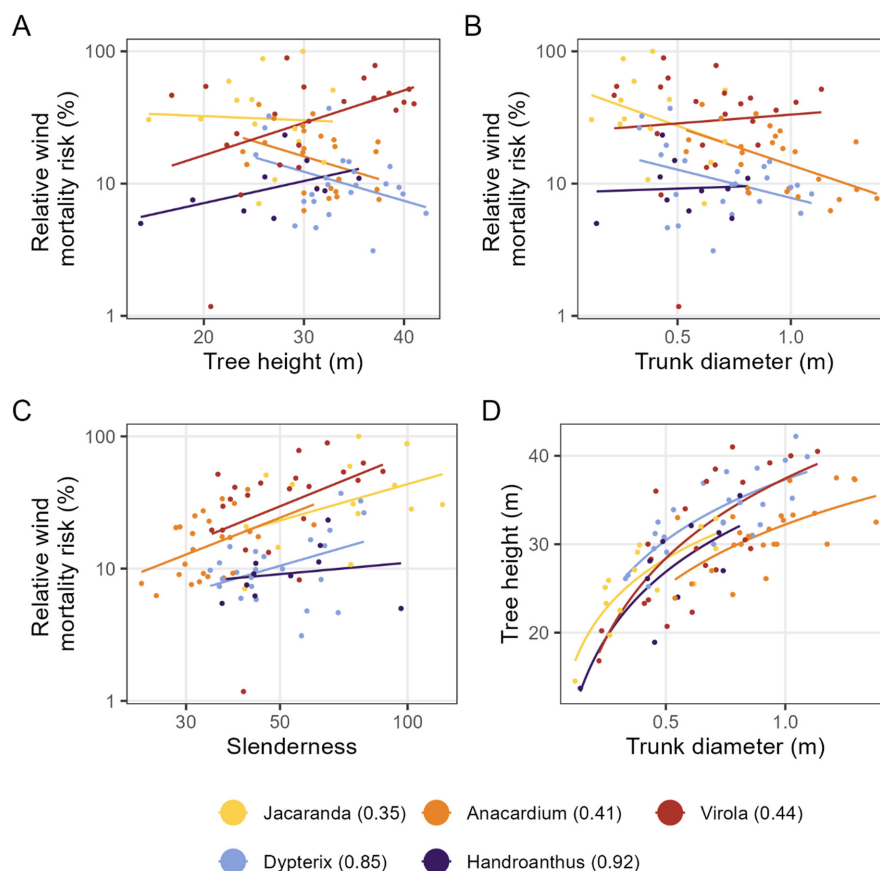 A
B
Relative wind
mortality risk (%)
100
10
1
20
30
40
Tree height (m)
Relative wind
mortality risk (%)
100
10
1
0.5
1.0
Trunk diameter (m)
C
D
Relative wind
mortality risk (%)
100
10
1
30
50
100
Slenderness
Tree height (m)
40
30
20
0.5
1.0
Trunk diameter (m)
Jacaranda (0.35)
Anacardium (0.41)
Virola (0.44)
Dypterix (0.85)
Handroanthus (0.92)